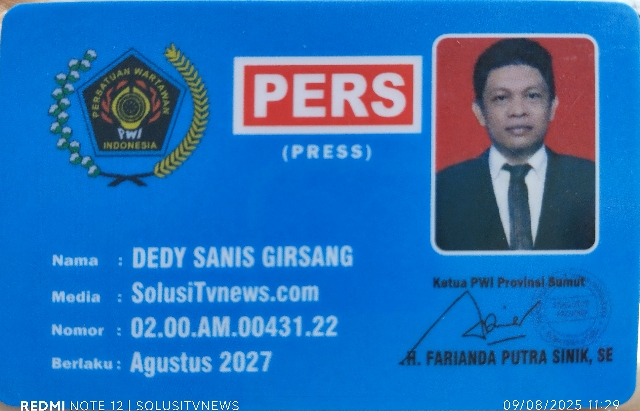 PERSATUAN WARTAWAN
PWI
INDONESIA
PERS
(PRESS)
Nama : DEDY SANIS GIRSANG
Media : SolusiTvnews.com
Nomor : 02.00.AM.00431.22
Berlaku : Agustus 2027
Ketua PWI Provinsi Sumut
H. FARIANDA PUTRA SINIK, SE
REDMI NOTE 12 | SOLUSITVNEWS
09/08/2025 11:29